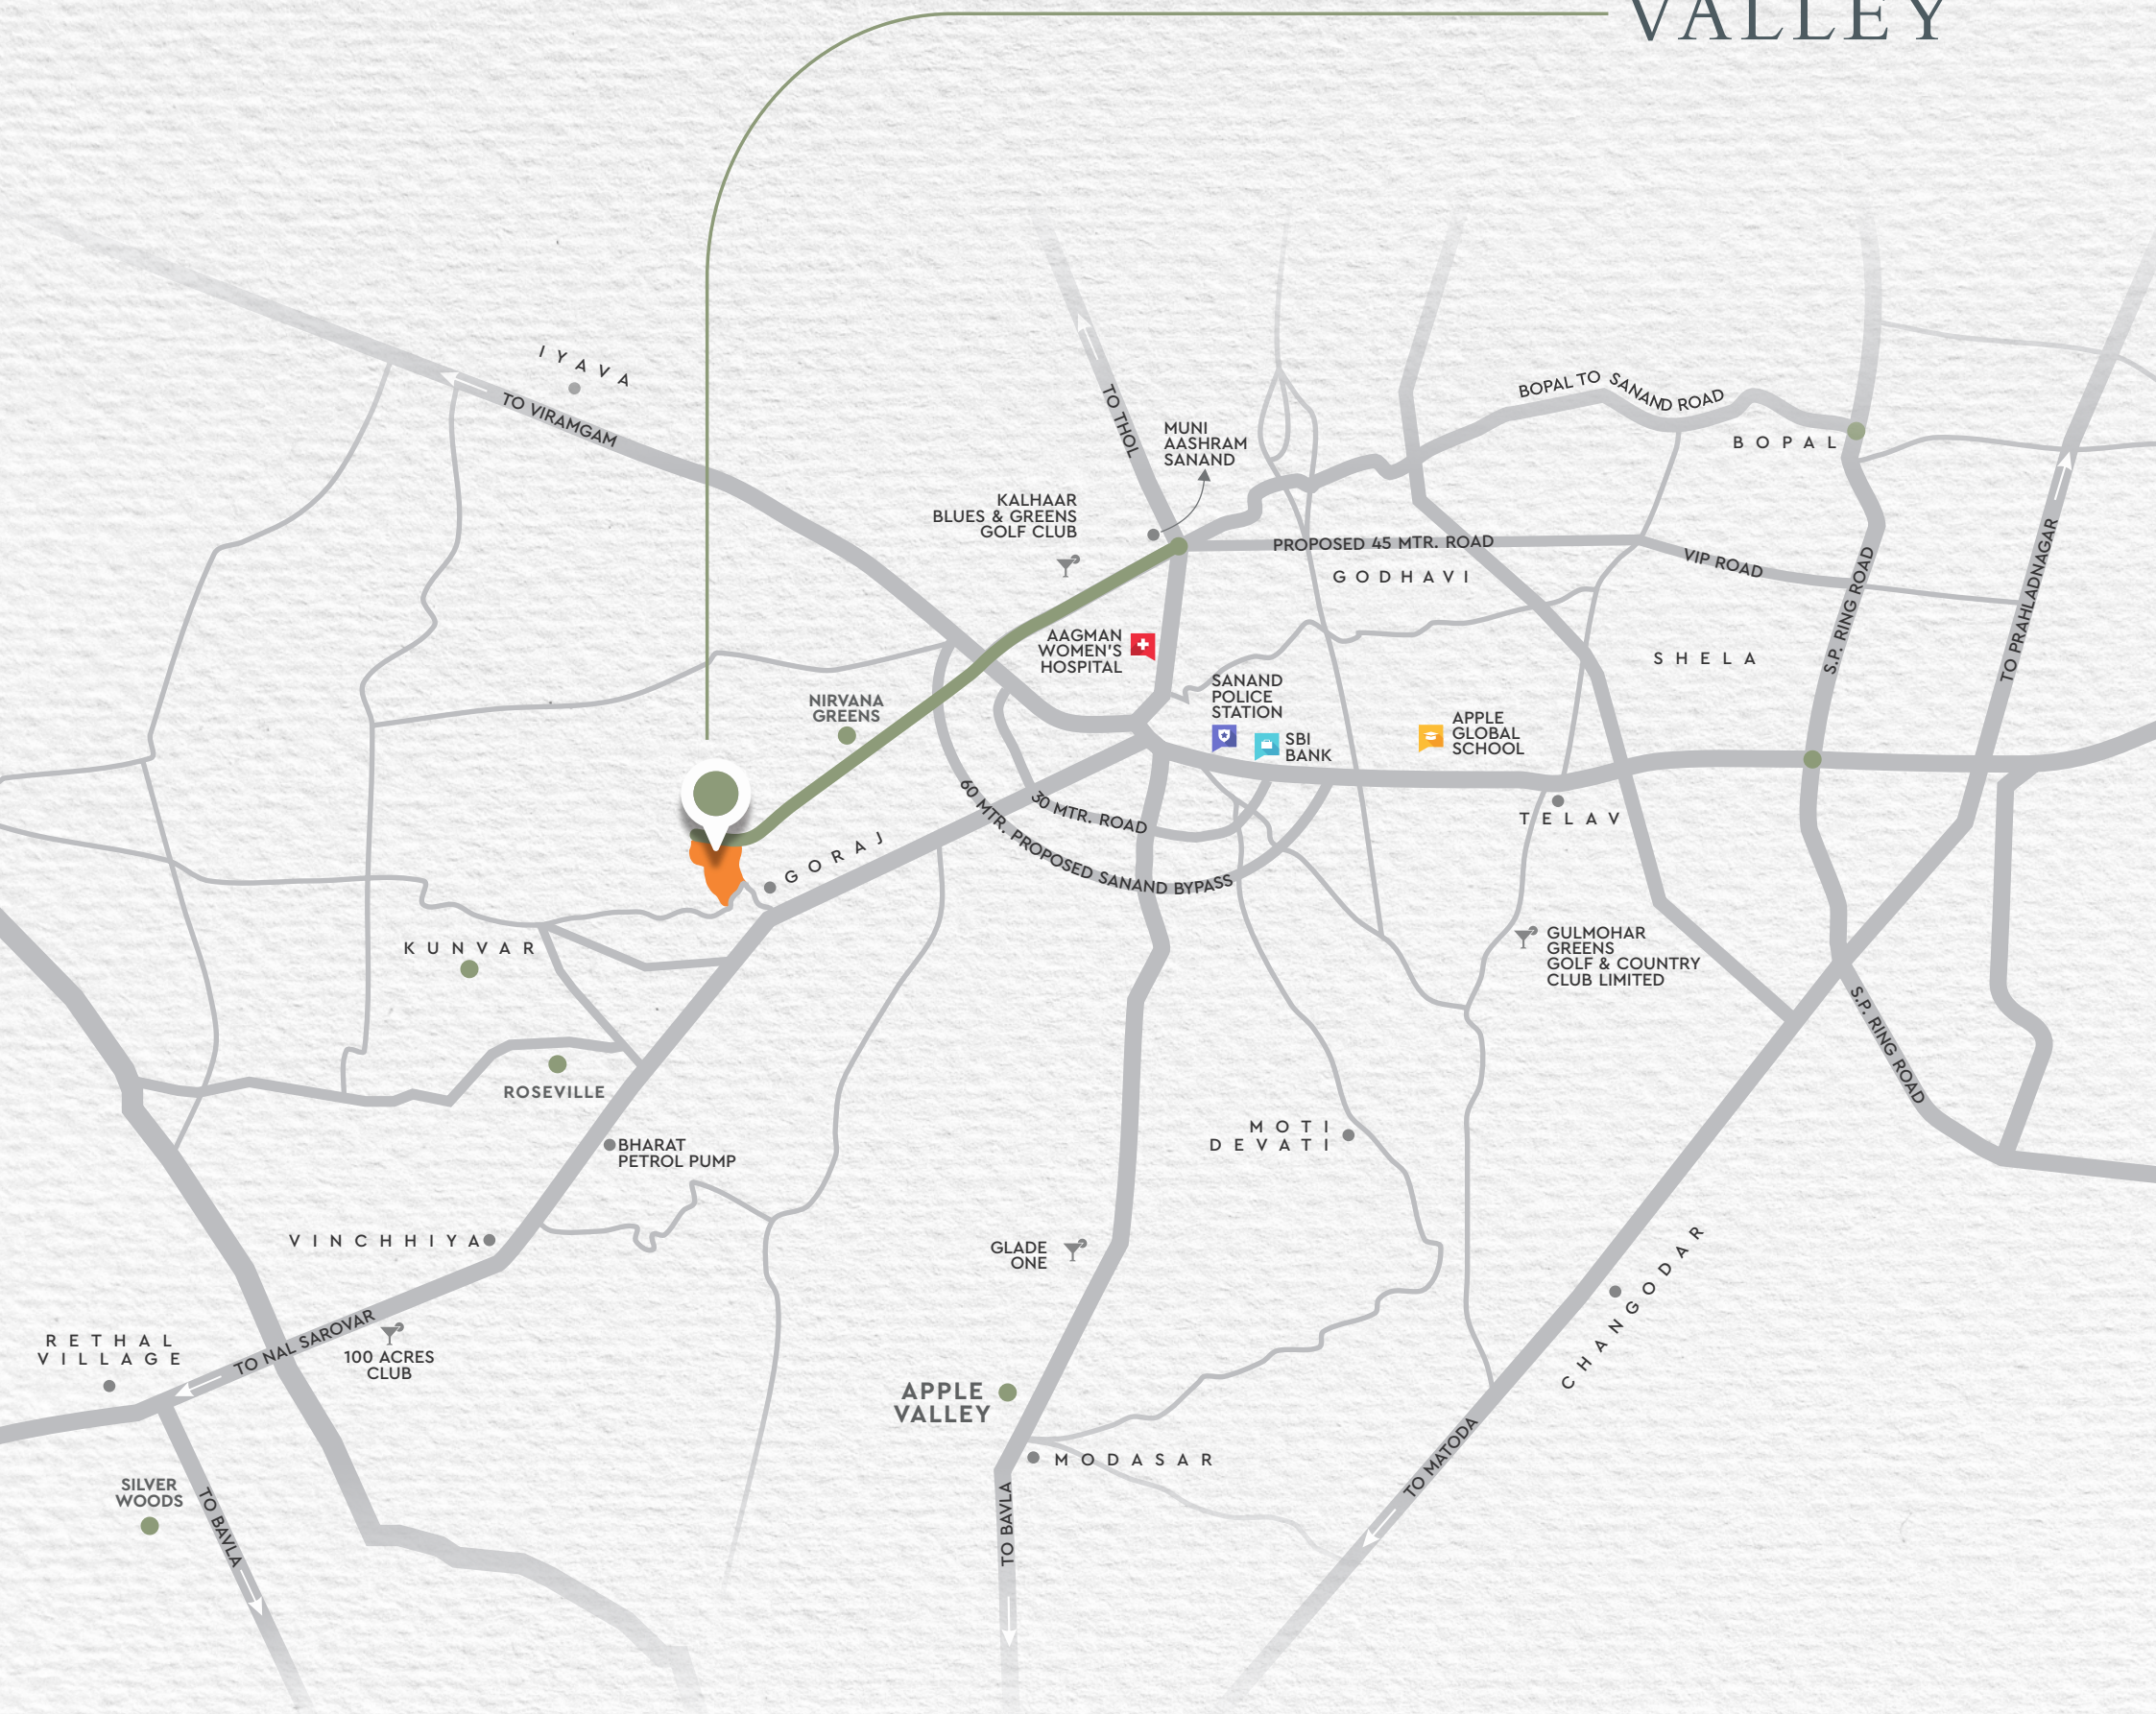 VALLEY
IYAVA
TO VIRAMGAM
TO THOL
MUNI
AASHRAM
SANAND
BOPAL TO SANAND ROAD
BOPAL
KALHAAR
BLUES & GREENS
GOLF CLUB
PROPOSED 45 MTR. ROAD
GODHAVI
VIP ROAD
S.P. RING ROAD
TO PRAHLADNAGAR
AAGMAN
WOMEN'S
HOSPITAL
SHELA
NIRVANA
GREENS
SANAND
POLICE
STATION
SBI
BANK
APPLE
GLOBAL
SCHOOL
60 MTR. PROPOSED SANAND BYPASS
30 MTR. ROAD
TELAV
GORAJ
KUNVAR
GULMOHAR
GREENS
GOLF & COUNTRY
CLUB LIMITED
S.P. RING ROAD
ROSEVILLE
BHARAT
PETROL PUMP
MOTI
DEVATI
VINCHHIYA
GLADE
ONE
CHANGODAR
TO NAL SAROVAR
RETHAL
VILLAGE
100 ACRES
CLUB
APPLE
VALLEY
MODASAR
TO MATODA
SILVER
WOODS
TO BAVLA
TO BAVLA